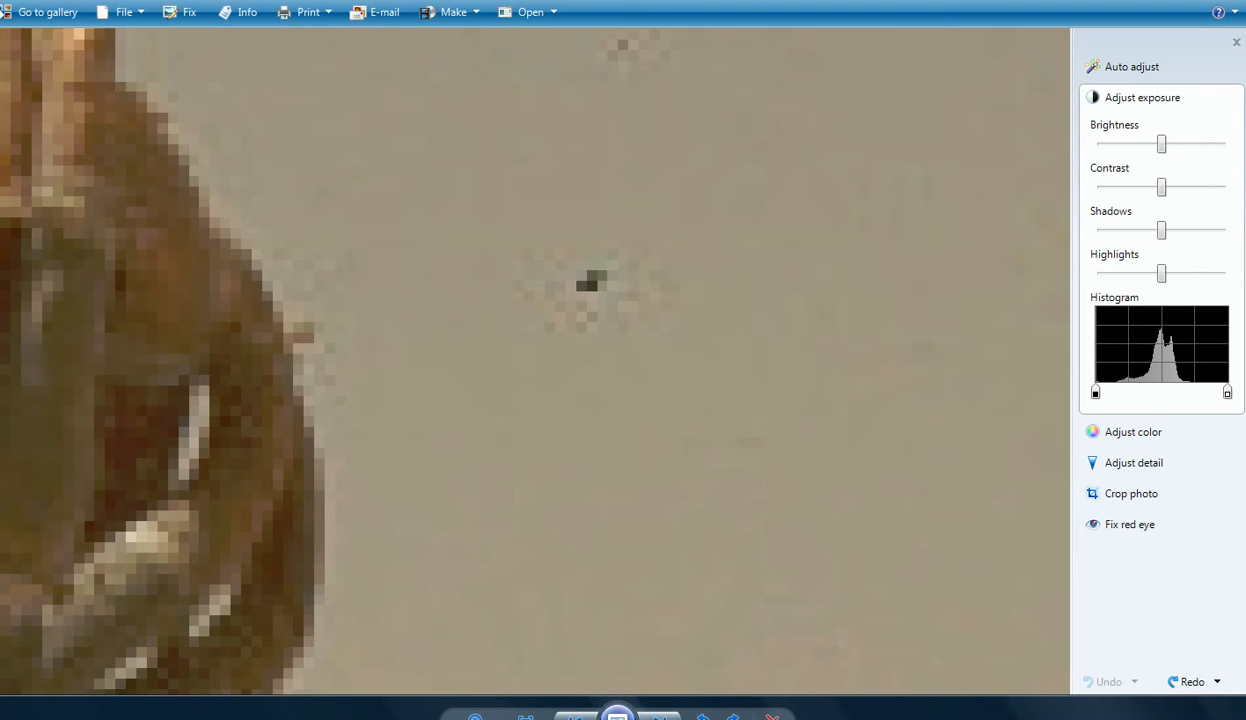 Go to gallery File Fix Info Print E-mail Make Open
Auto adjust
Adjust exposure
Brightness
Contrast
Shadows
Highlights
Histogram
Adjust color
Adjust detail
Crop photo
Fix red eye
Undo Redo